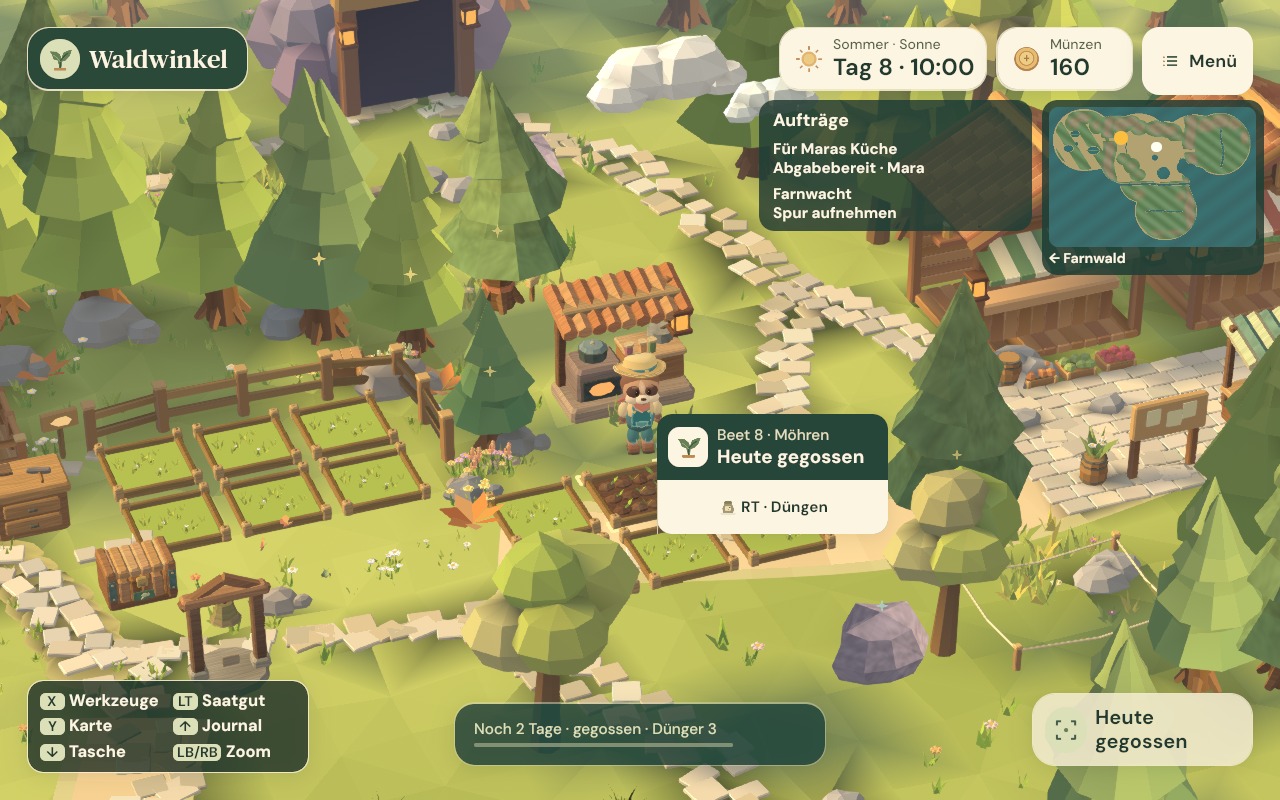 Waldwinkel
Sommer · Sonne
Tag 8 · 10:00
Münzen
160
Menü
Aufträge
Für Maras Küche
Abgabebereit · Mara
Farnwacht
Spur aufnehmen
← Farnwald
Beet 8 · Möhren
Heute gegossen
RT · Düngen
X Werkzeuge LT Saatgut
Y Karte ↑ Journal
↓ Tasche LB/RB Zoom
Noch 2 Tage · gegossen · Dünger 3
Heute
gegossen